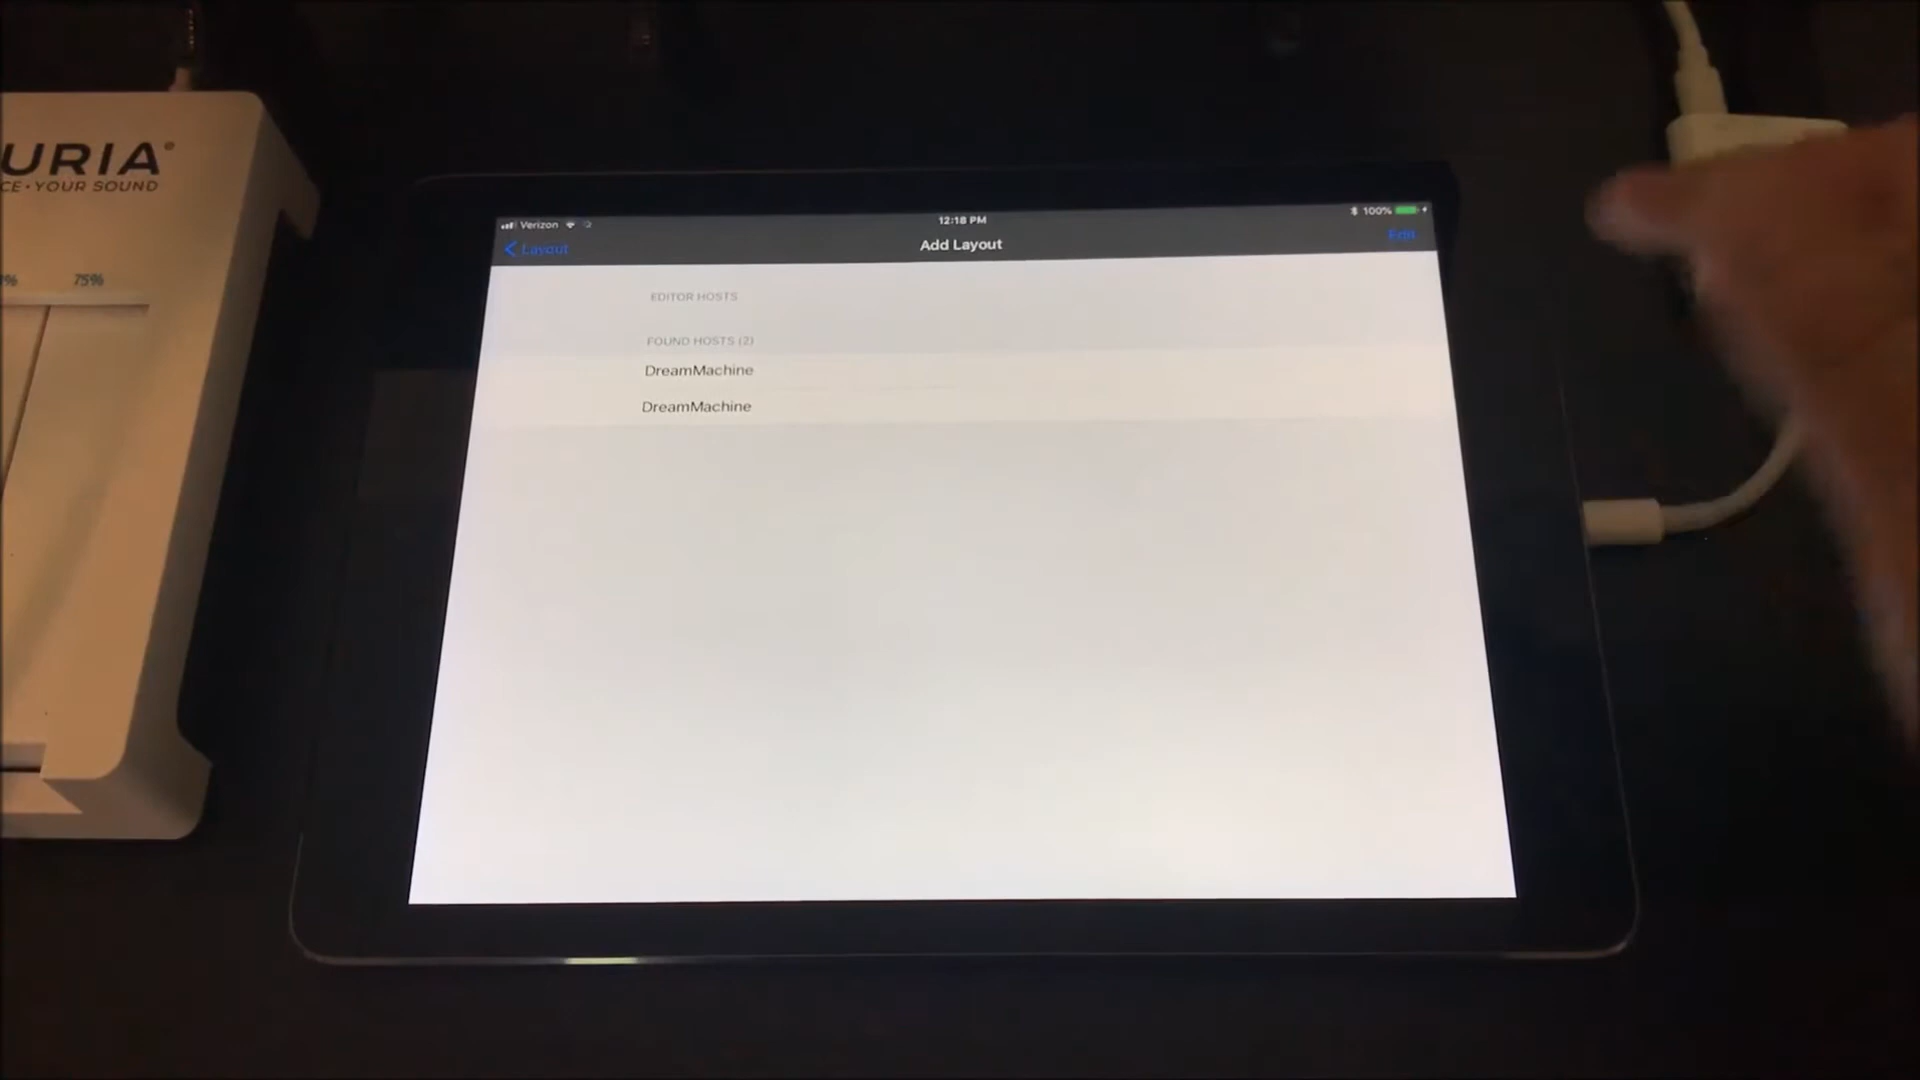 URIA®
CE • YOUR SOUND
75%
Verizon
12:18 PM
100%
Layout
Add Layout
Edit
EDITOR HOSTS
FOUND HOSTS (2)
DreamMachine
DreamMachine